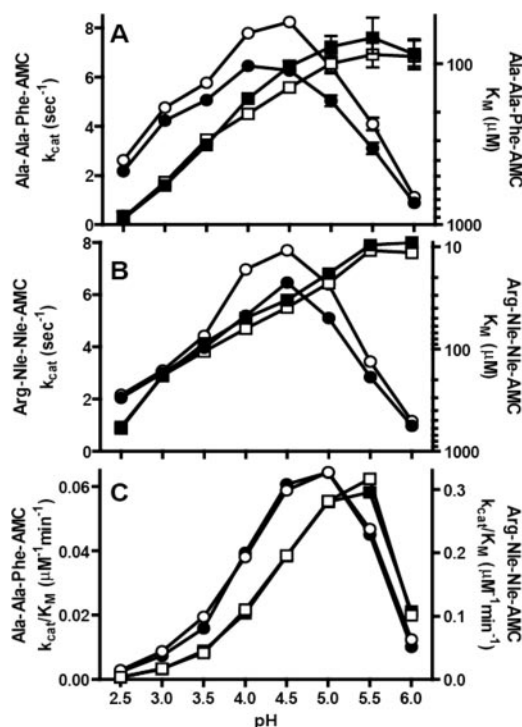 A
Ala-Ala-Phe-AMC
kcat (sec-1)
8
6
4
2
0
100
1000
Ala-Ala-Phe-AMC
KM (μM)
B
Arg-Nle-Nle-AMC
kcat (sec-1)
8
6
4
2
0
10
100
1000
Arg-Nle-Nle-AMC
KM (μM)
C
Ala-Ala-Phe-AMC
kcat/KM (μM-1min-1)
0.06
0.04
0.02
0.00
0.3
0.2
0.1
0.0
Arg-Nle-Nle-AMC
kcat/KM (μM-1min-1)
2.5 3.0 3.5 4.0 4.5 5.0 5.5 6.0
pH